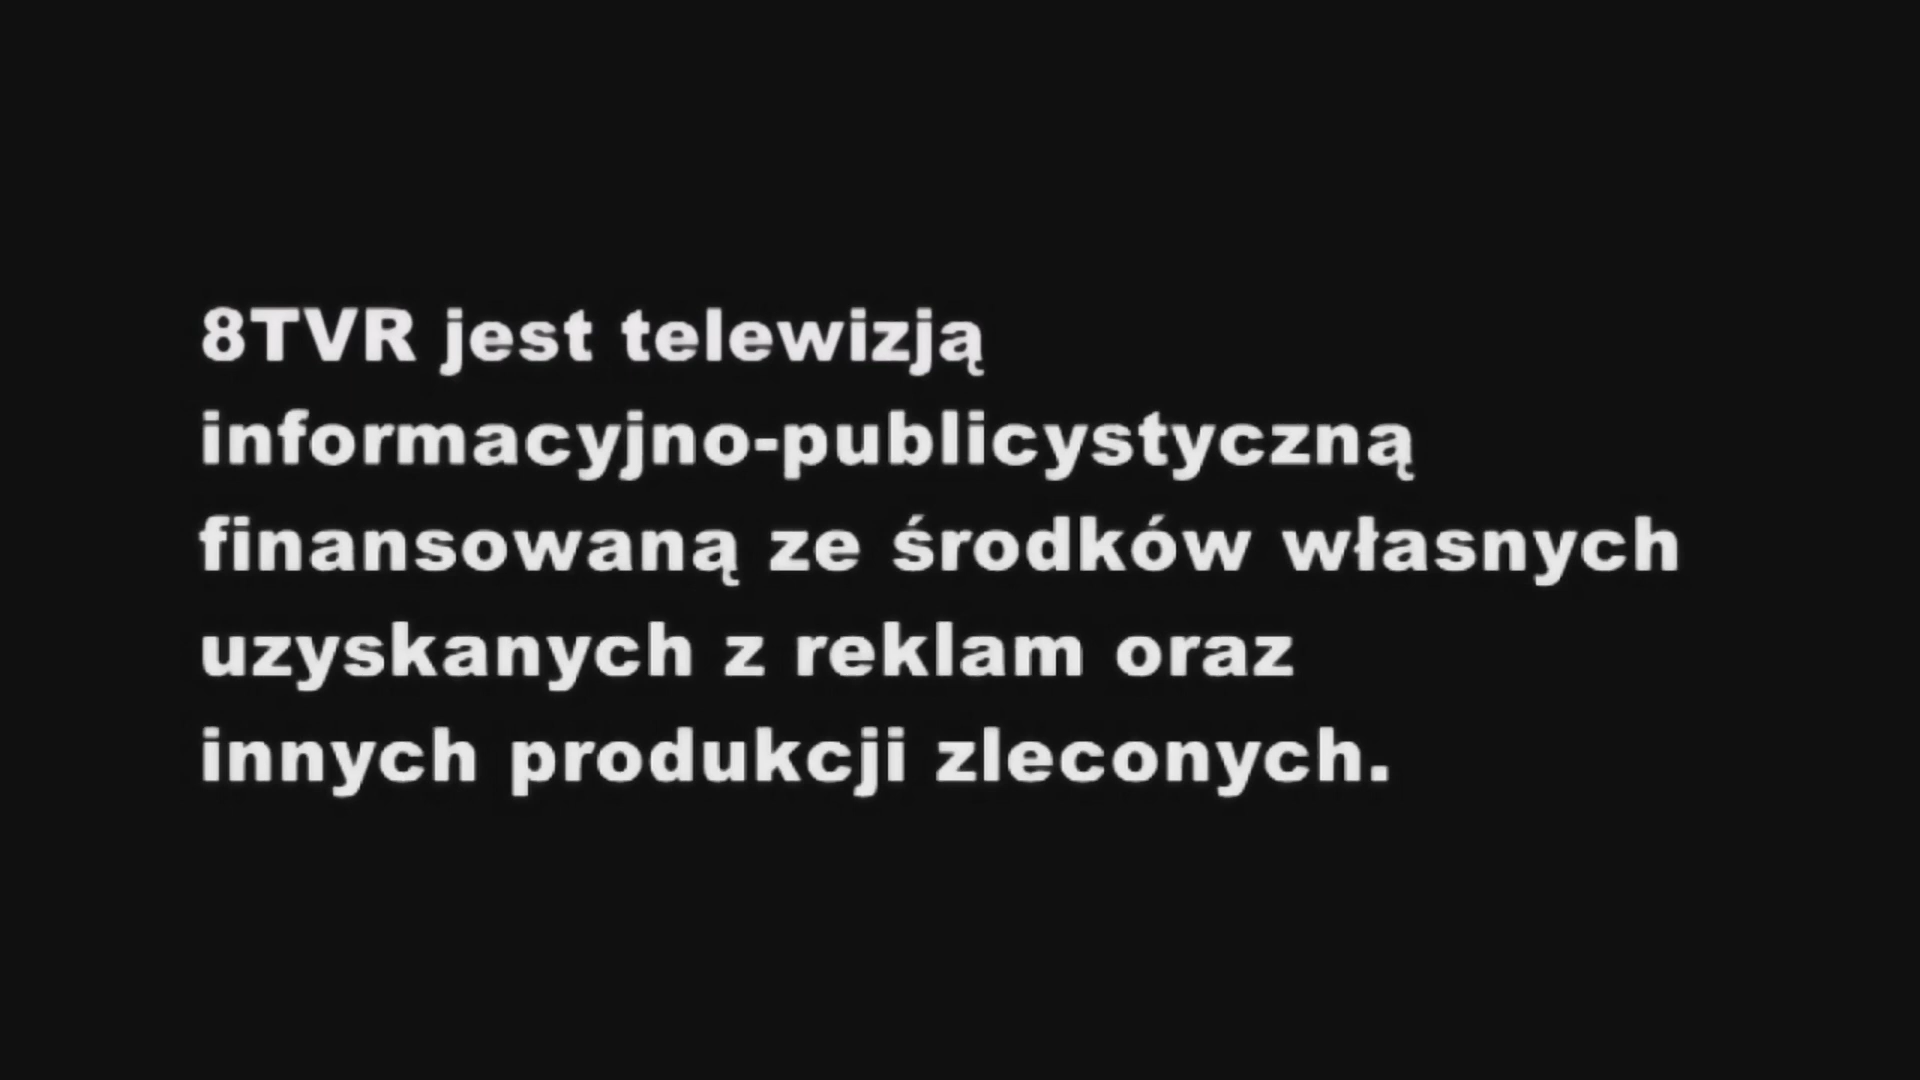 8TVR jest telewizją
informacyjno-publicystyczną
finansowaną ze środków własnych
uzyskanych z reklam oraz
innych produkcji zleconych.